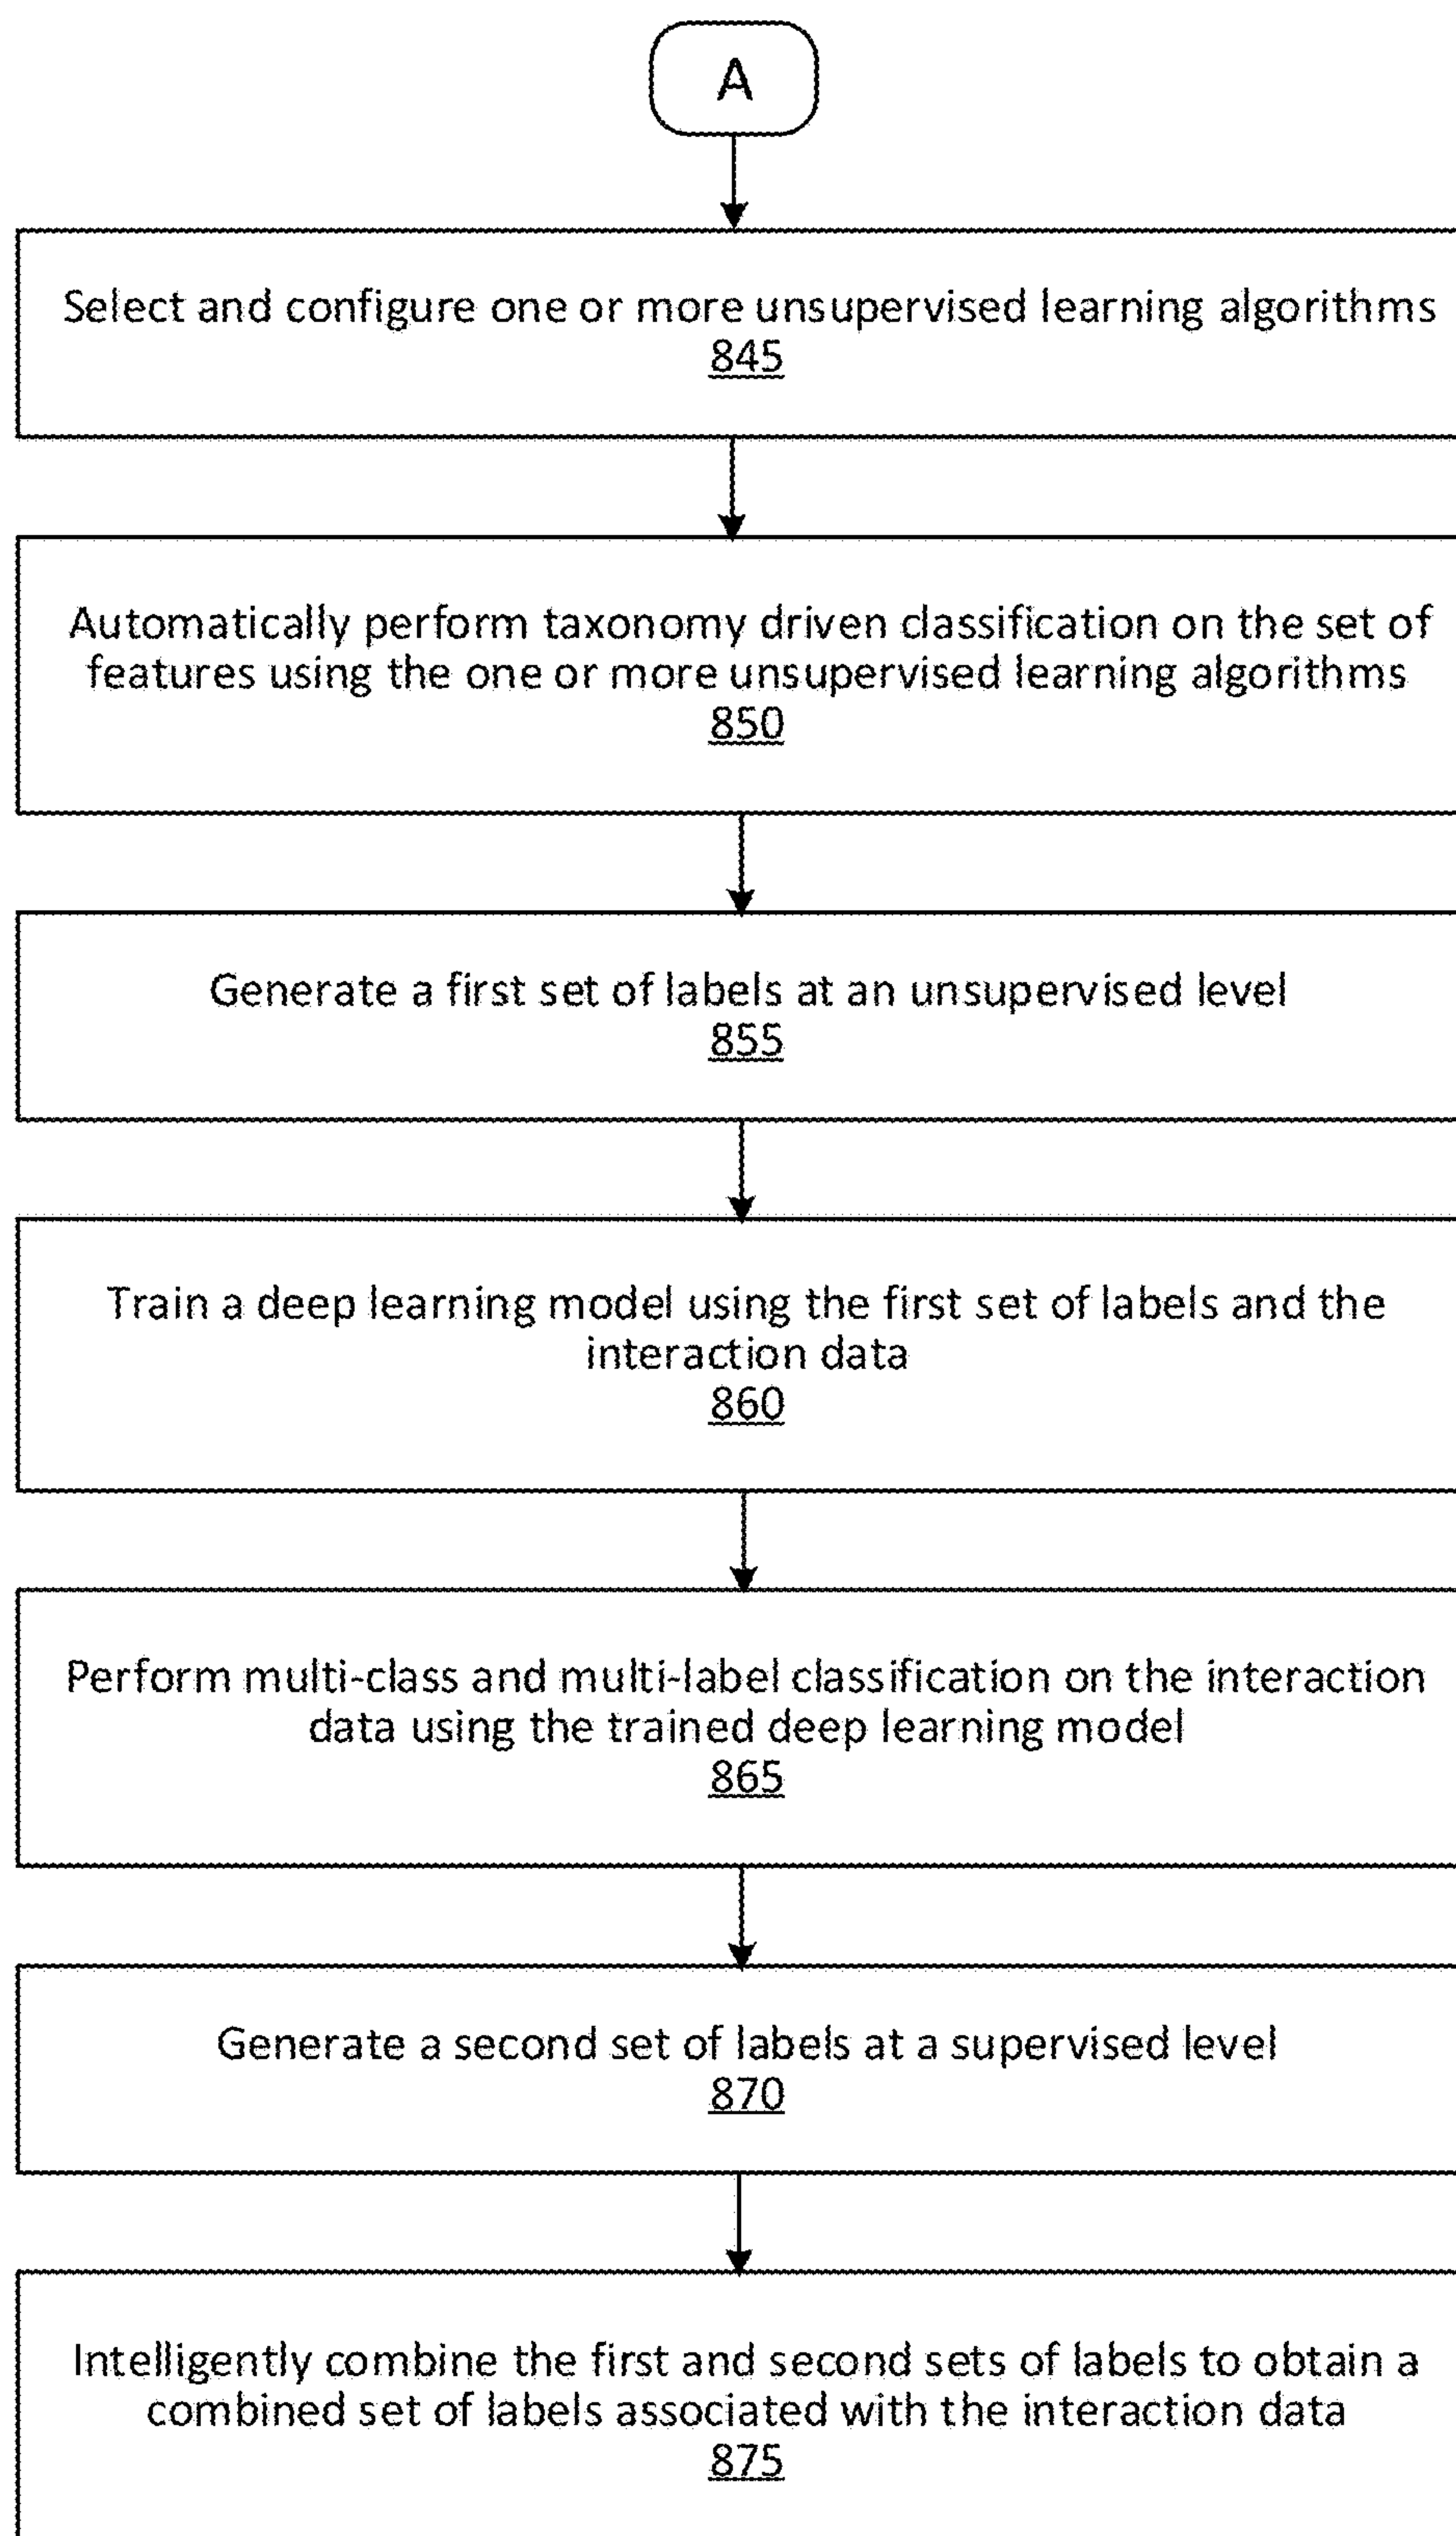 A
Select and configure one or more unsupervised learning algorithms
845
Automatically perform taxonomy driven classification on the set of
features using the one or more unsupervised learning algorithms
850
Generate a first set of labels at an unsupervised level
855
Train a deep learning model using the first set of labels and the
interaction data
860
Perform multi-class and multi-label classification on the interaction
data using the trained deep learning model
865
Generate a second set of labels at a supervised level
870
Intelligently combine the first and second sets of labels to obtain a
combined set of labels associated with the interaction data
875